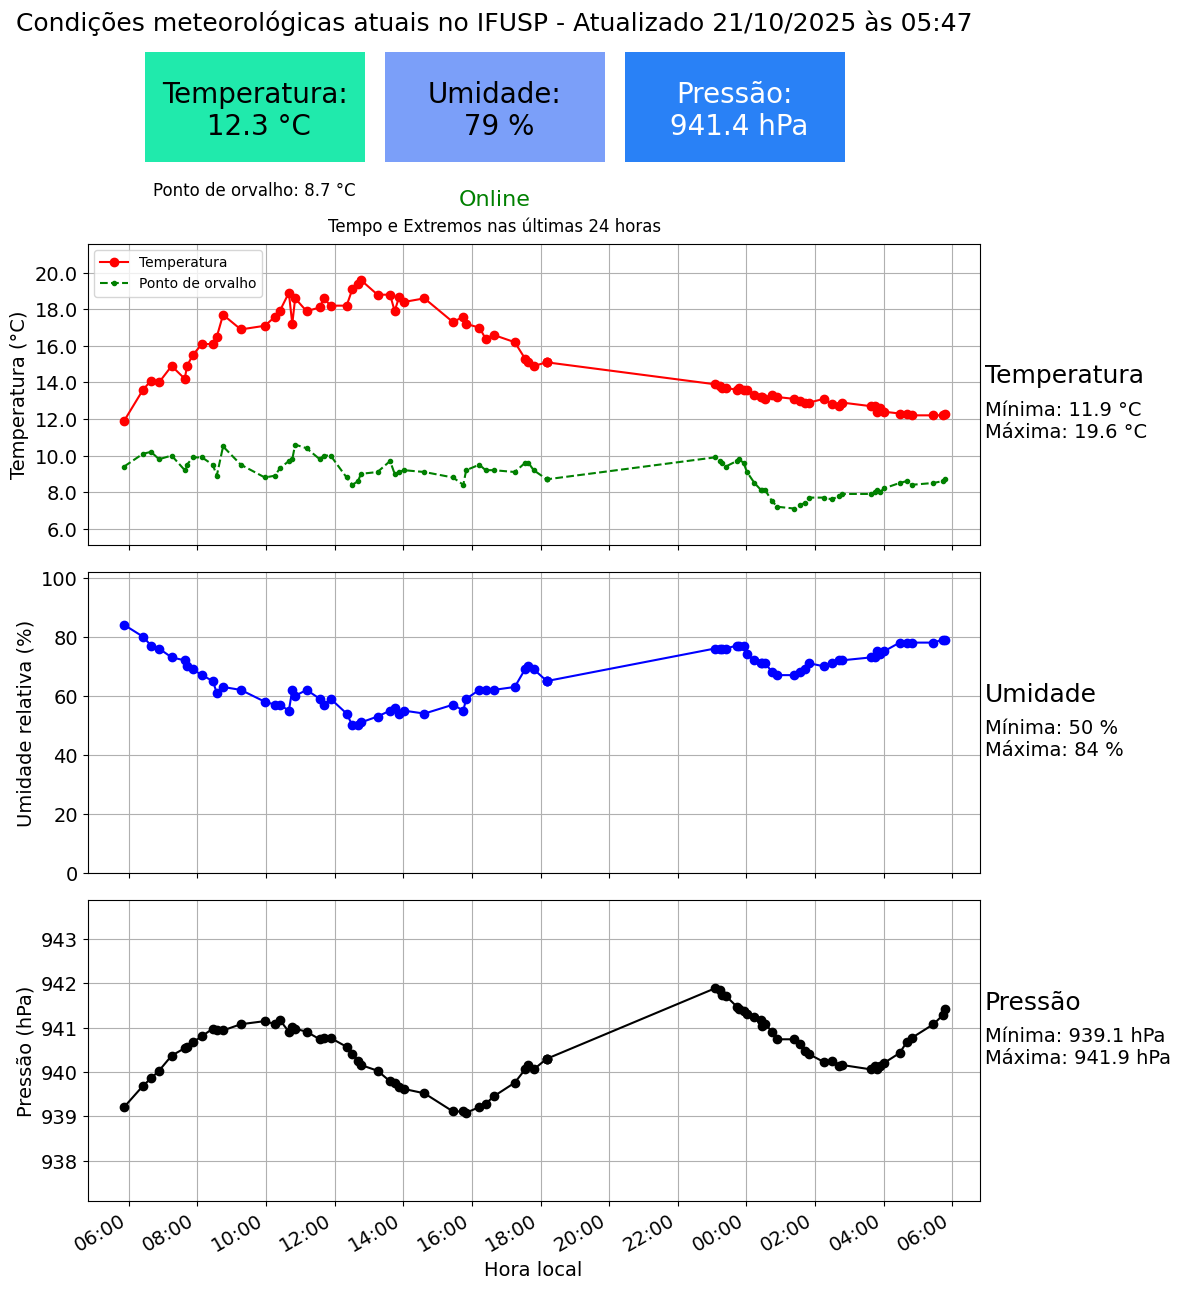 Condições meteorológicas atuais no IFUSP - Atualizado 21/10/2025 às 05:47
Temperatura:
12.3 °C
Umidade:
79 %
Pressão:
941.4 hPa
Ponto de orvalho: 8.7 °C
Online
Tempo e Extremos nas últimas 24 horas
Temperatura (°C)
20.0
18.0
16.0
14.0
12.0
10.0
8.0
6.0
Temperatura
Ponto de orvalho
Temperatura
Mínima: 11.9 °C
Máxima: 19.6 °C
Umidade relativa (%)
100
80
60
40
20
0
Umidade
Mínima: 50 %
Máxima: 84 %
Pressão (hPa)
943
942
941
940
939
938
Pressão
Mínima: 939.1 hPa
Máxima: 941.9 hPa
06:00
08:00
10:00
12:00
14:00
16:00
18:00
20:00
22:00
00:00
02:00
04:00
06:00
Hora local